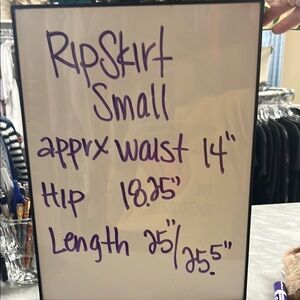 RipSkirt
Small
apprx waist 14"
Hip 18.25"
Length 25"/25.5"